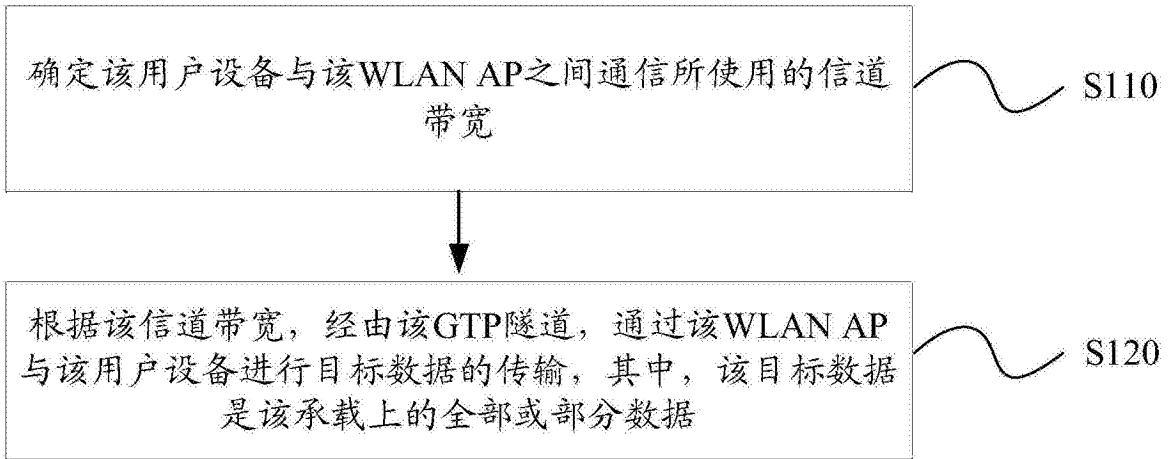 确定该用户设备与该WLAN AP之间通信所使用的信道
带宽
S110
根据该信道带宽，经由该GTP隧道，通过该WLAN AP
与该用户设备进行目标数据的传输，其中，该目标数据
是该承载上的全部或部分数据
S120